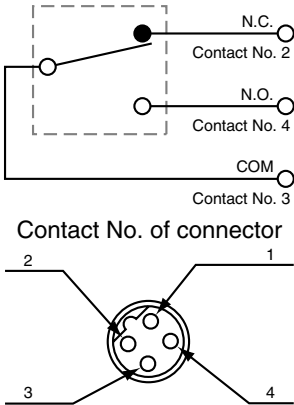 N.C.
Contact No. 2
N.O.
Contact No. 4
COM
Contact No. 3
Contact No. of connector
2 1
3 4